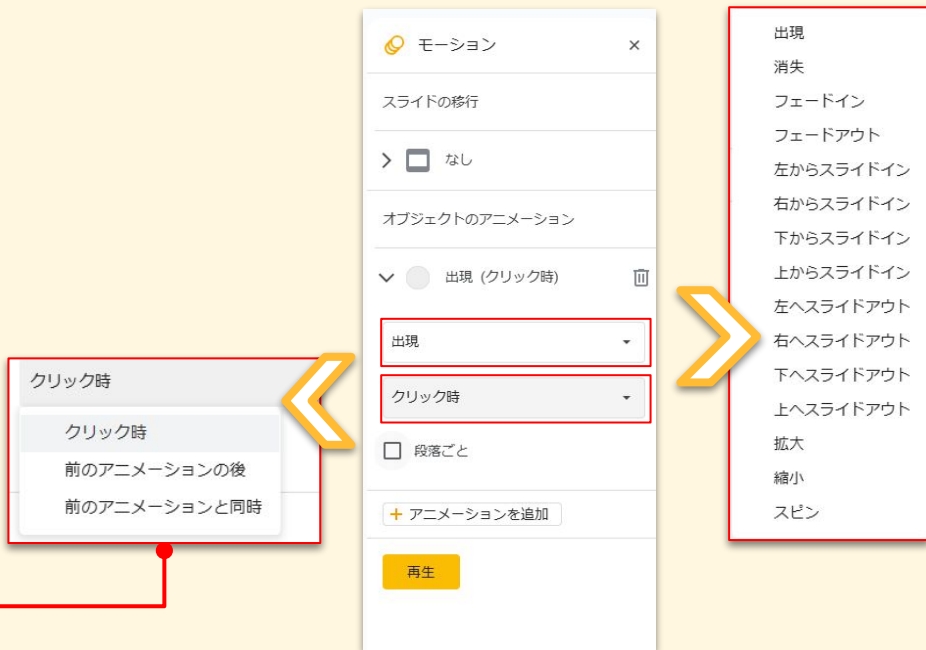 クリック時
クリック時
前のアニメーションの後
前のアニメーションと同時
モーション
×
スライドの移行
なし
オブジェクトのアニメーション
出現 (クリック時)
出現
クリック時
段落ごと
+ アニメーションを追加
再生
出現
消失
フェードイン
フェードアウト
左からスライドイン
右からスライドイン
下からスライドイン
上からスライドイン
左へスライドアウト
右へスライドアウト
下へスライドアウト
上へスライドアウト
拡大
縮小
スピン